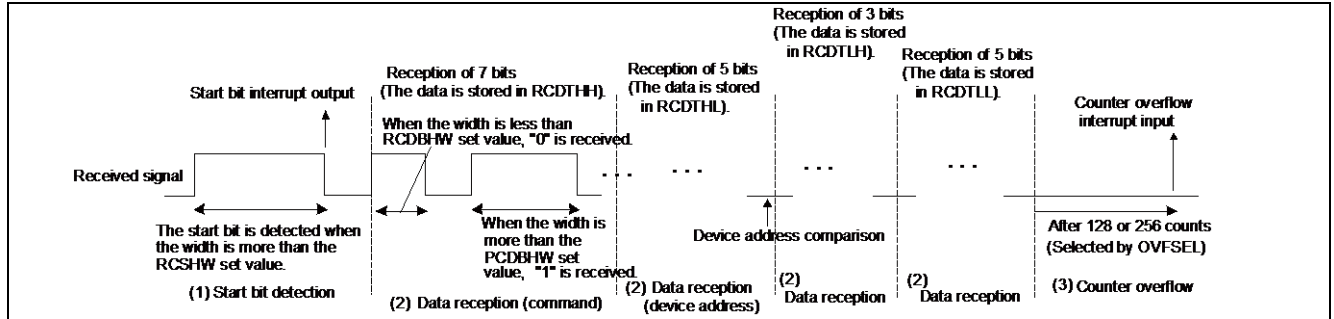 Reception of 3 bits
(The data is stored
in RCDTLH).
Reception of 7 bits
(The data is stored in RCDTHH).
Reception of 5 bits
(The data is stored
in RCDTHL).
Reception of 5 bits
(The data is stored
in RCDTLL).
Start bit interrupt output
When the width is less than
RCDBHW set value, "0" is received.
Counter overflow
interrupt input
Received signal
The start bit is detected when
the width is more than the
RCSHW set value.
When the width is
more than the
PCDBHW set
value, "1" is received.
Device address comparison
After 128 or 256 counts
(Selected by OVFSEL)
(1) Start bit detection
(2) Data reception (command)
(2) Data reception
(device address)
(2)
Data reception
(2)
Data reception
(3) Counter overflow